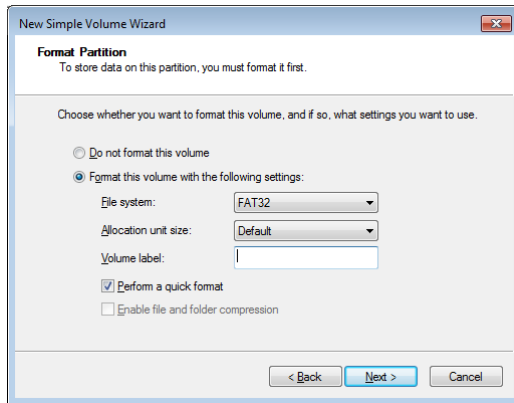 New Simple Volume Wizard
Format Partition
To store data on this partition, you must format it first.
Choose whether you want to format this volume, and if so, what settings you want to use.
Do not format this volume
Format this volume with the following settings:
File system: FAT32
Allocation unit size: Default
Volume label:
Perform a quick format
Enable file and folder compression
< Back Next > Cancel